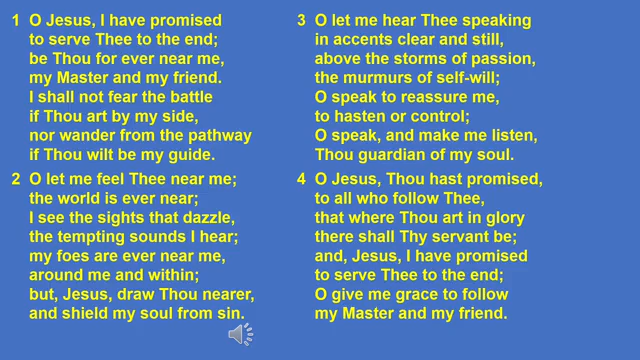 1 O Jesus, I have promised
to serve Thee to the end;
be Thou for ever near me,
my Master and my friend.
I shall not fear the battle
if Thou art by my side,
nor wander from the pathway
if Thou wilt be my guide.
2 O let me feel Thee near me;
the world is ever near;
I see the sights that dazzle,
the tempting sounds I hear;
my foes are ever near me,
around me and within;
but, Jesus, draw Thou nearer,
and shield my soul from sin.
3 O let me hear Thee speaking
in accents clear and still,
above the storms of passion,
the murmurs of self-will;
O speak to reassure me,
to hasten or control;
O speak, and make me listen,
Thou guardian of my soul.
4 O Jesus, Thou hast promised,
to all who follow Thee,
that where Thou art in glory
there shall Thy servant be;
and, Jesus, I have promised
to serve Thee to the end;
O give me grace to follow
my Master and my friend.